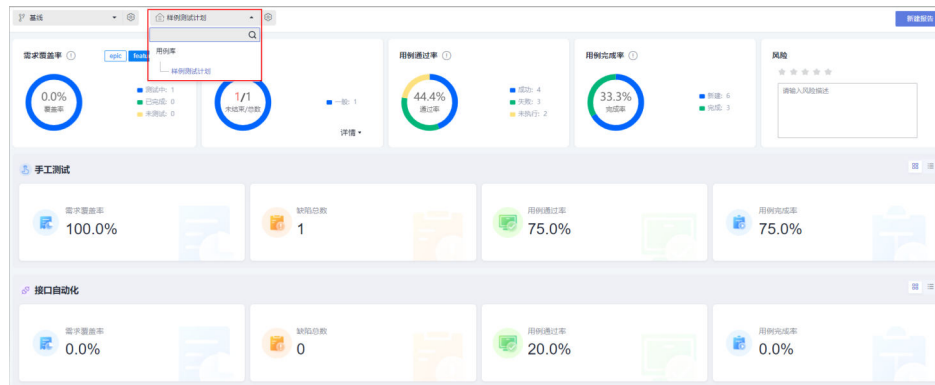 基线
样例测试计划
新建报告
用例库
样例测试计划
需求覆盖率
epic
0.0%
覆盖率
测试中: 1
已完成: 0
未测试: 0
1/1
未结束/总数
一般: 1
详情
用例通过率
44.4%
通过率
成功: 4
失败: 3
未执行: 2
用例完成率
33.3%
完成率
新建: 6
完成: 3
风险
请输入风险描述
手工测试
需求覆盖率
100.0%
缺陷总数
1
用例通过率
75.0%
用例完成率
75.0%
接口自动化
需求覆盖率
0.0%
缺陷总数
0
用例通过率
20.0%
用例完成率
0.0%